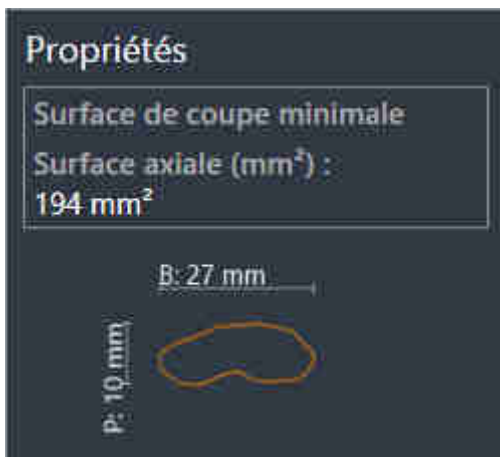 Propriétés
Surface de coupe minimale
Surface axiale (mm²) :
194 mm²
B: 27 mm
P: 10 mm